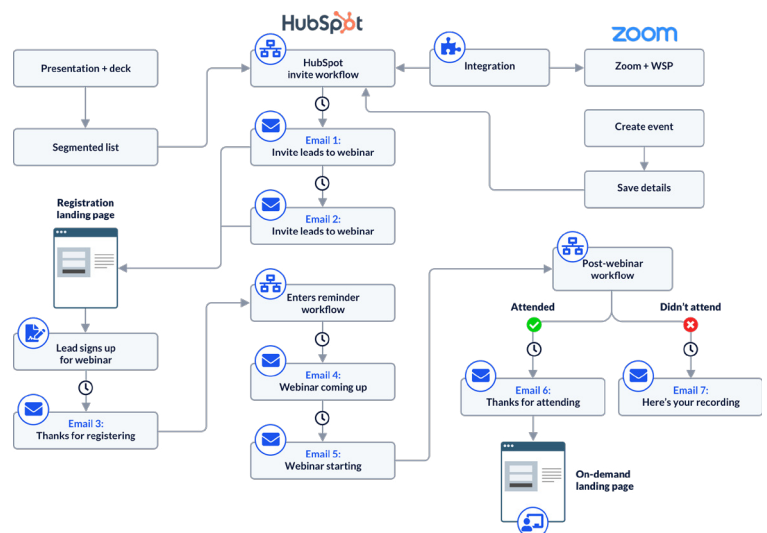 HubSpot
zoom
Presentation + deck
HubSpot
invite workflow
Integration
Zoom + WSP
Segmented list
Email 1:
Invite leads to webinar
Create event
Save details
Registration
landing page
Email 2:
Invite leads to webinar
Post-webinar
workflow
Enters reminder
workflow
Attended
Didn't attend
Lead signs up
for webinar
Email 4:
Webinar coming up
Email 6:
Thanks for attending
Email 7:
Here's your recording
Email 3:
Thanks for registering
Email 5:
Webinar starting
On-demand
landing page